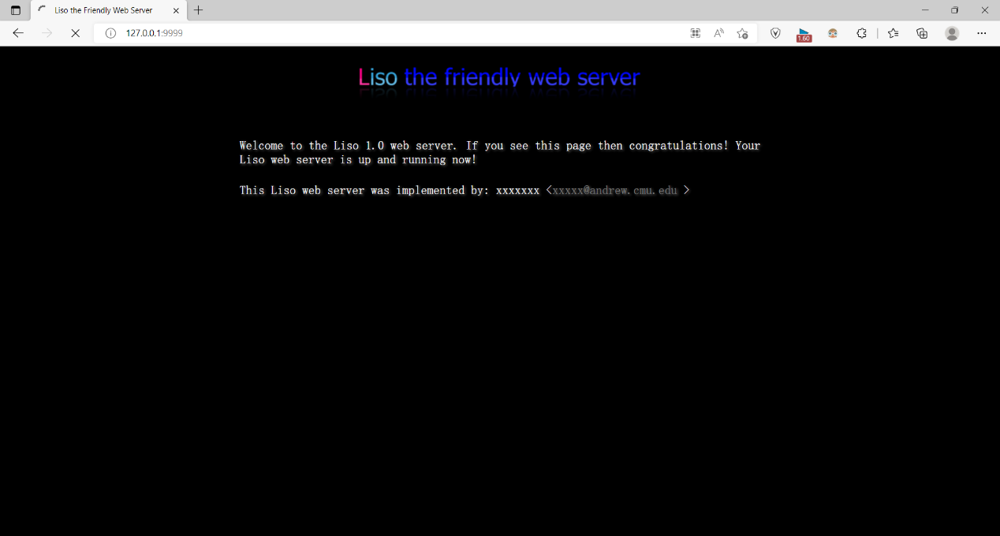 Liso the Friendly Web Server
127.0.0.1:9999
1.60
Liso the friendly web server
Welcome to the Liso 1.0 web server. If you see this page then congratulations! Your
Liso web server is up and running now!
This Liso web server was implemented by: xxxxxxx <xxxxx@andrew.cmu.edu >